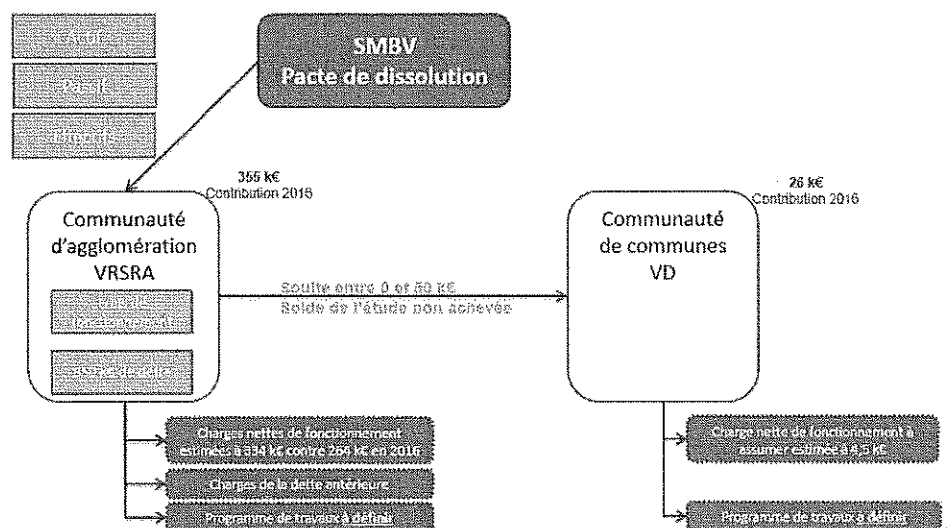 SMBV
Pacte de dissolution
Actif
Passif
355 k€
Contribution 2016
Communauté
d'agglomération
VRSRA
Soulte entre 0 et 50 k€
Solde de l'étude non achevée
26 k€
Contribution 2016
Communauté
de communes
VD
Charges nettes de fonctionnement
estimées à 334 k€ contre 264 k€ en 2016
Charges de la dette antérieure
Programme de travaux à définir
Charge nette de fonctionnement à
assumer estimée à 4,5 k€
Programme de travaux à définir